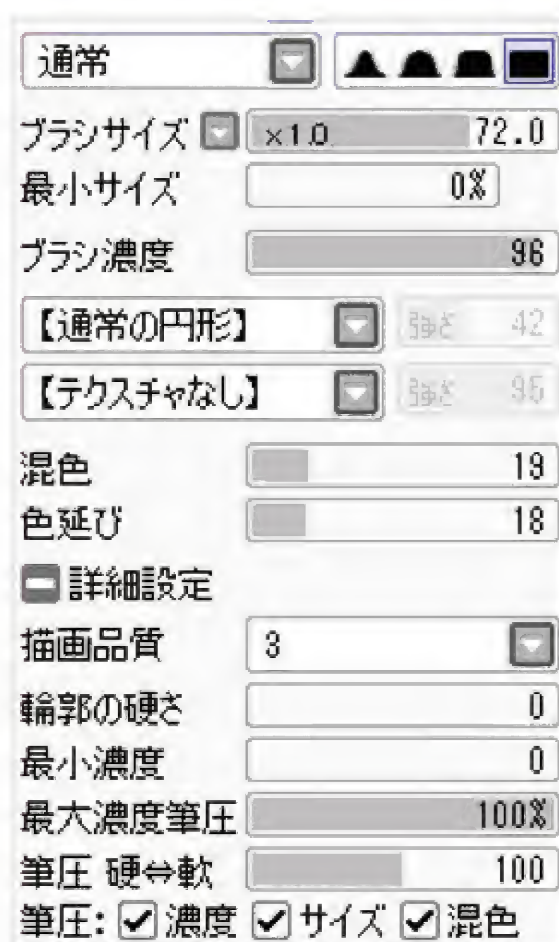 通常
ブラシサイズ ×1.0 72.0
最小サイズ 0%
ブラシ濃度 96
【通常の円形】 強さ 42
【テクスチャなし】 強さ 95
混色 19
色延び 18
詳細設定
描画品質 3
輪郭の硬さ 0
最小濃度 0
最大濃度筆圧 100%
筆圧 硬⇔軟 100
筆圧: 濃度 サイズ 混色